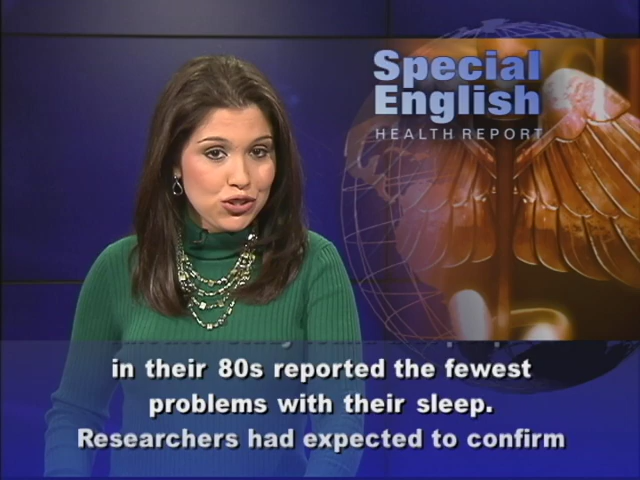 Special
English
HEALTH REPORT
in their 80s reported the fewest
problems with their sleep.
Researchers had expected to confirm